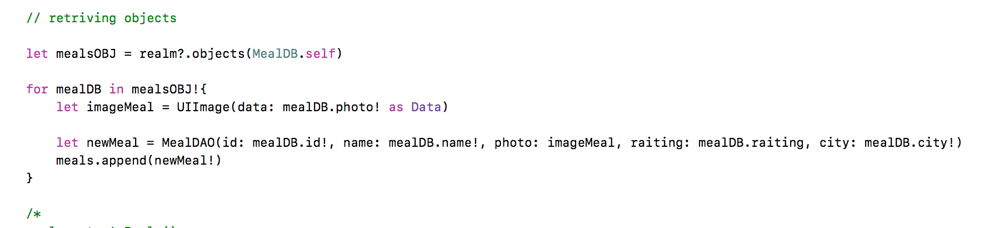 // retriving objects
let mealsOBJ = realm?.objects(MealDB.self)
for mealDB in mealsOBJ!{
let imageMeal = UIImage(data: mealDB.photo! as Data)
let newMeal = MealDAO(id: mealDB.id!, name: mealDB.name!, photo: imageMeal, raiting: mealDB.raiting, city: mealDB.city!)
meals.append(newMeal!)
}
/*